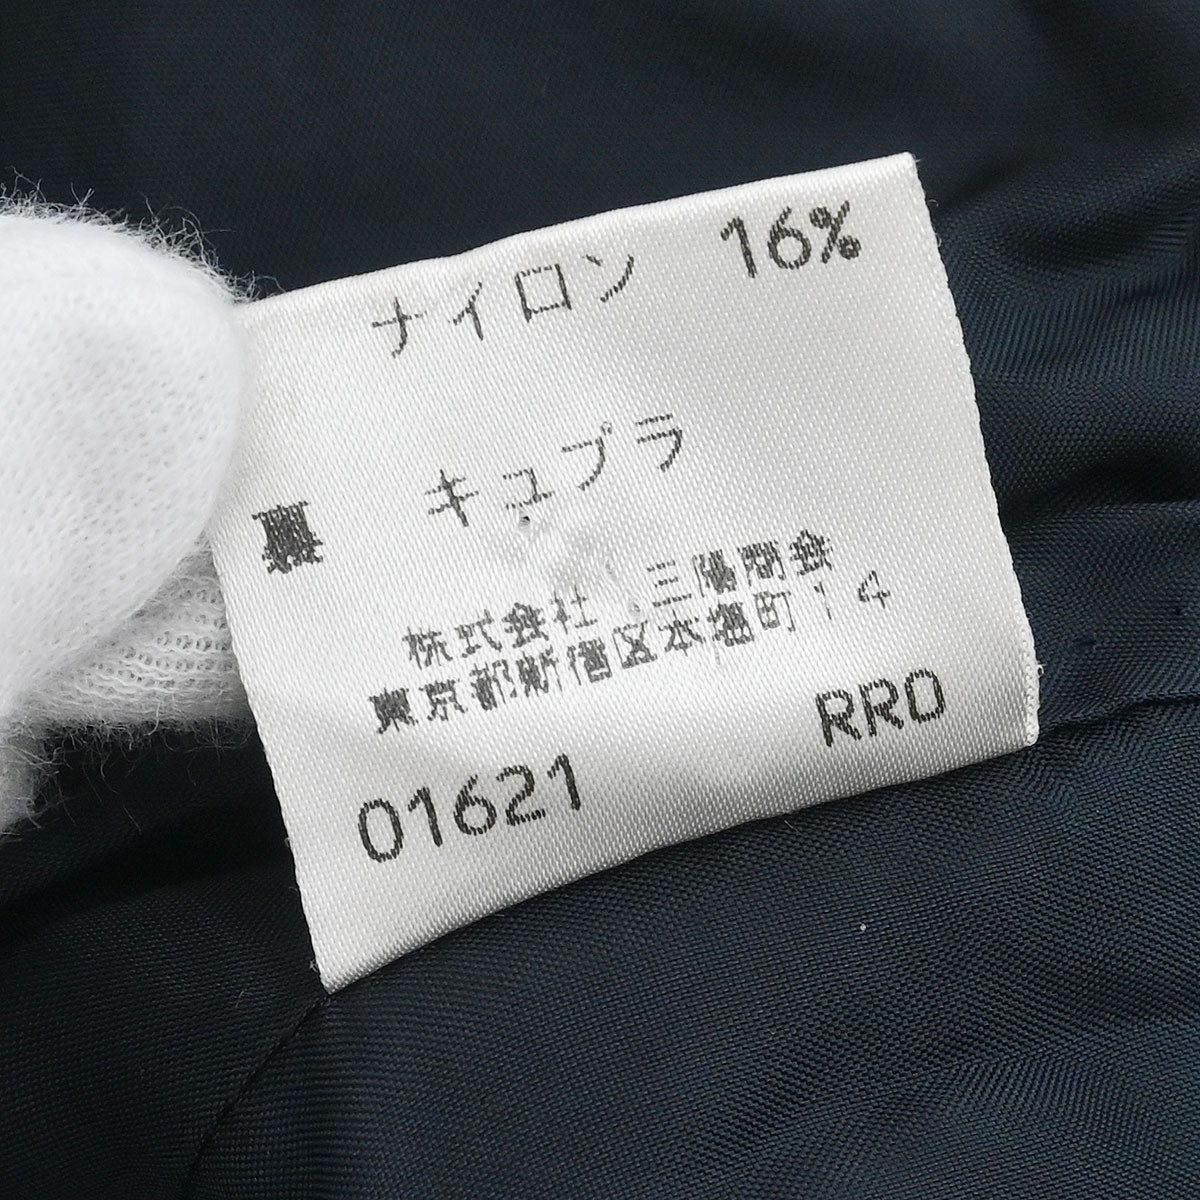 ナイロン 16%
裏 キュプラ
株式会社 三陽商会
東京都新宿区本塩町14
01621 RRO